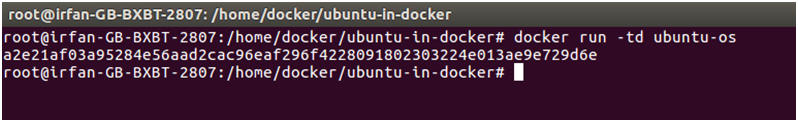 root@irfan-GB-BXBT-2807: /home/docker/ubuntu-in-docker
root@irfan-GB-BXBT-2807:/home/docker/ubuntu-in-docker# docker run -td ubuntu-os
a2e21af03a95284e56aad2cac96eaf296f4228091802303224e013ae9e729d6e
root@irfan-GB-BXBT-2807:/home/docker/ubuntu-in-docker#